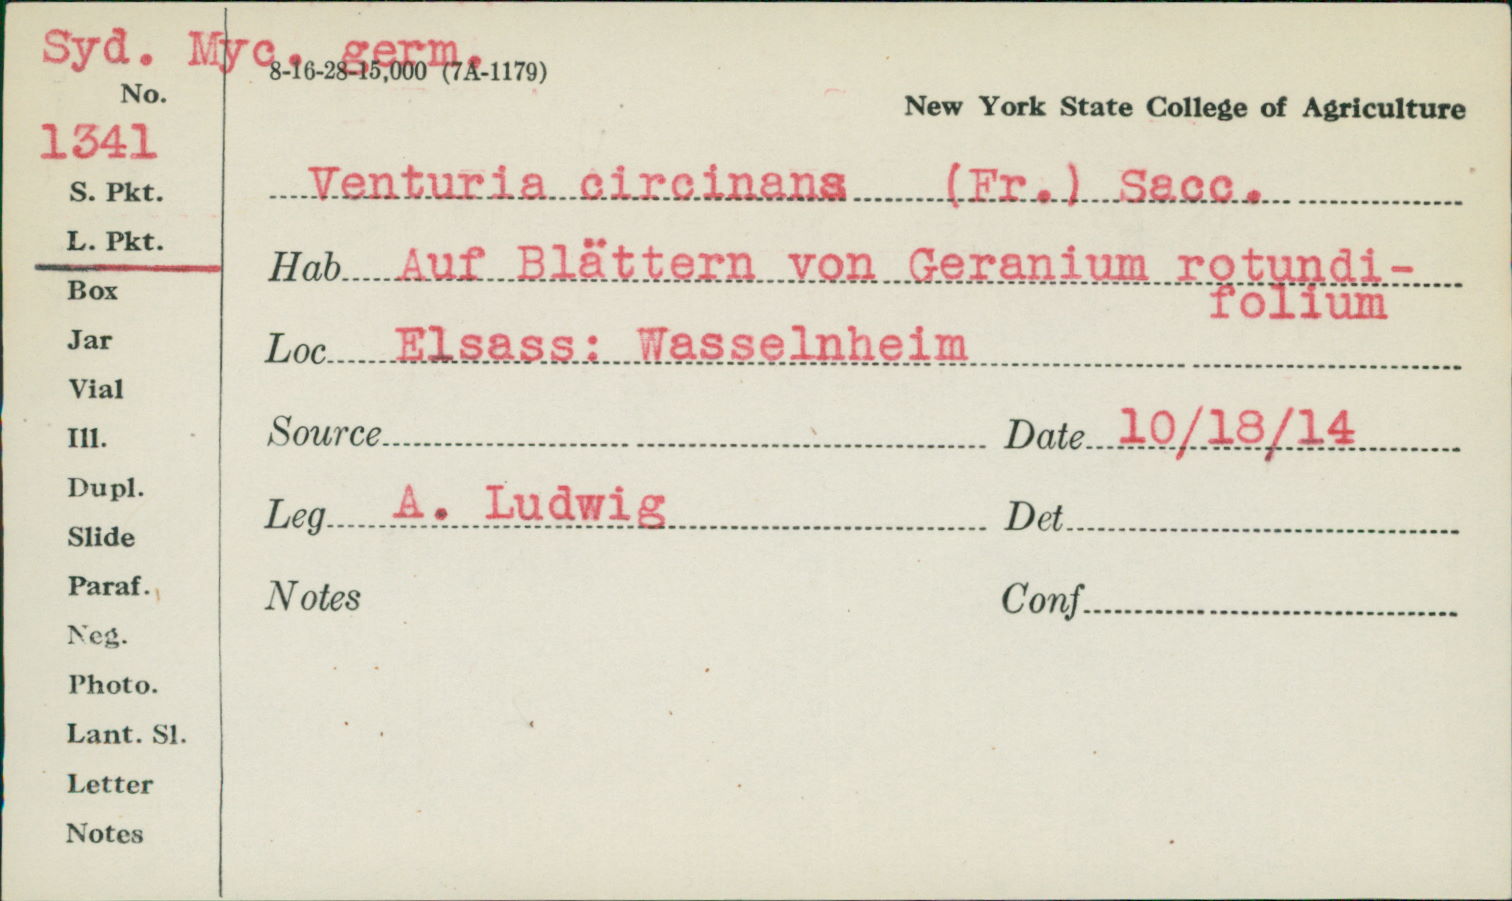 Syd. Myc. germ.
8-16-28-15,000 (7A-1179)
No.
New York State College of Agriculture
1341
Venturia circinans (Fr.) Sacc.
S. Pkt.
L. Pkt.
Hab Auf Blättern von Geranium rotundi-
folium
Box
Jar
Loc Elsass: Wasselnheim
Vial
Ill.
Source Date 10/18/14
Dupl.
Leg A. Ludwig Det
Slide
Paraf.
Notes Conf
Neg.
Photo.
Lant. Sl.
Letter
Notes